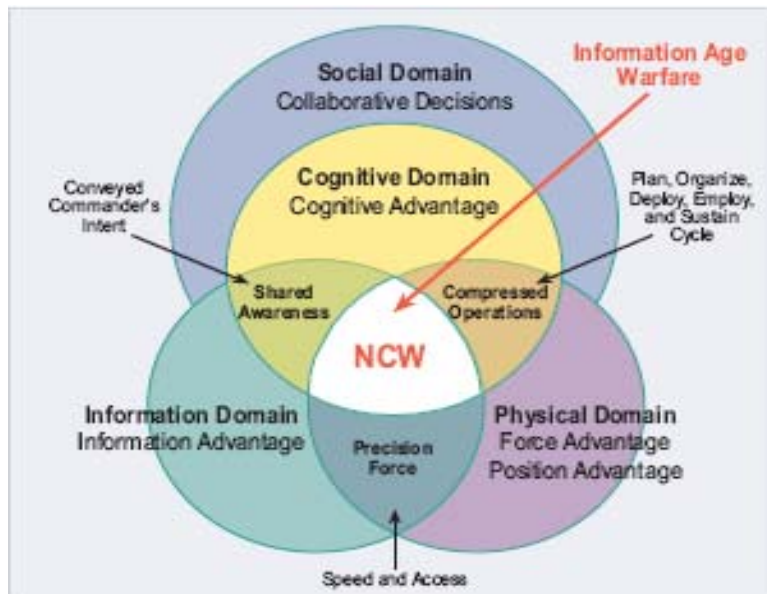 Information Age
Warfare
Social Domain
Collaborative Decisions
Cognitive Domain
Cognitive Advantage
Conveyed
Commander's
Intent
Plan, Organize,
Deploy, Employ,
and Sustain
Cycle
Shared
Awareness
Compressed
Operations
NCW
Information Domain
Information Advantage
Physical Domain
Force Advantage
Position Advantage
Precision
Force
Speed and Access